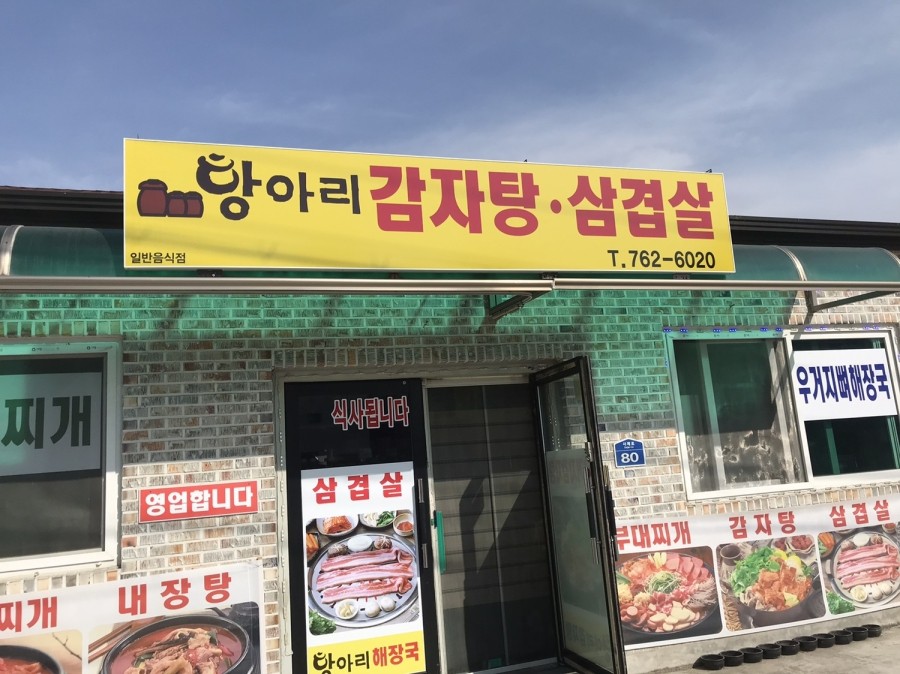 항아리 감자탕·삼겹살
일반음식점
T.762-6020
찌개
식사됩니다
우거지뼈해장국
80
영업합니다
삼겹살
찌개 내장탕
부대찌개 감자탕 삼겹살
항아리해장국